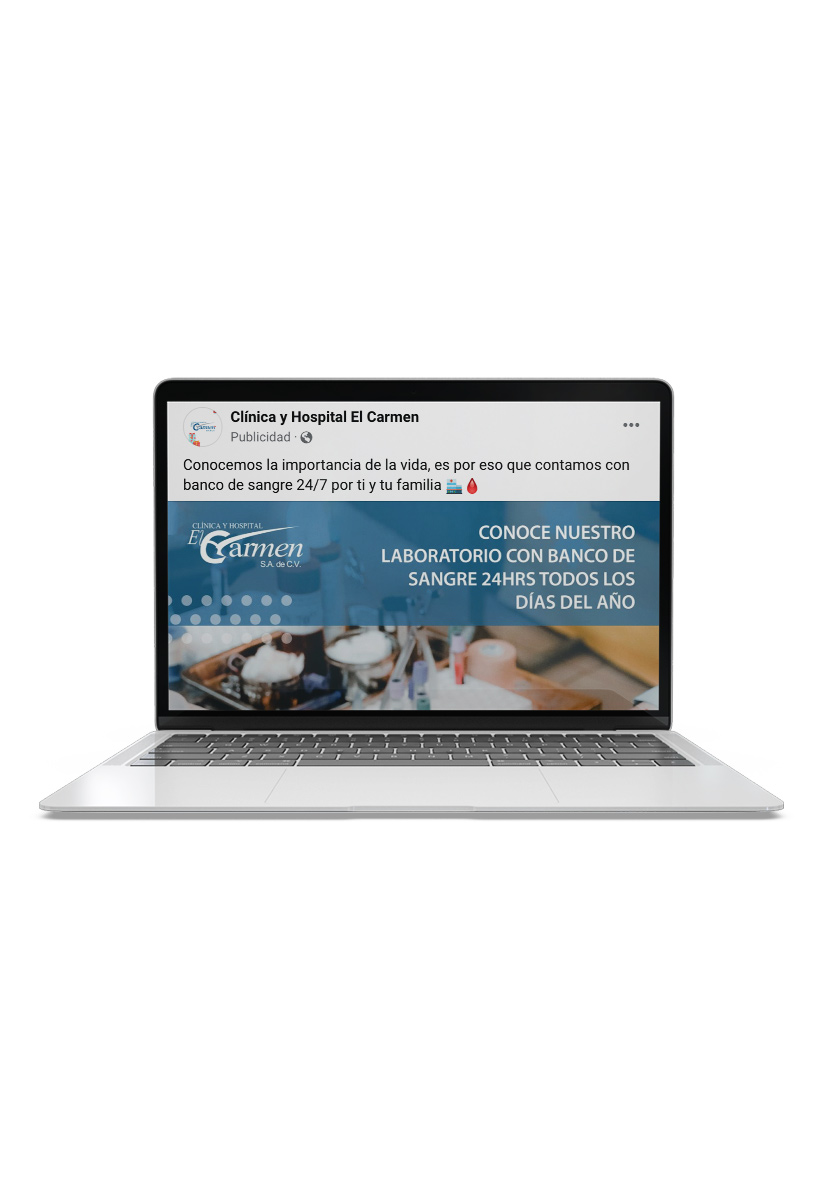 Clínica y Hospital El Carmen
Publicidad ·
Conocemos la importancia de la vida, es por eso que contamos con
banco de sangre 24/7 por ti y tu familia 🏥🩸
CLÍNICA Y HOSPITAL
El Carmen
S.A. de C.V.
CONOCE NUESTRO
LABORATORIO CON BANCO DE
SANGRE 24HRS TODOS LOS
DÍAS DEL AÑO